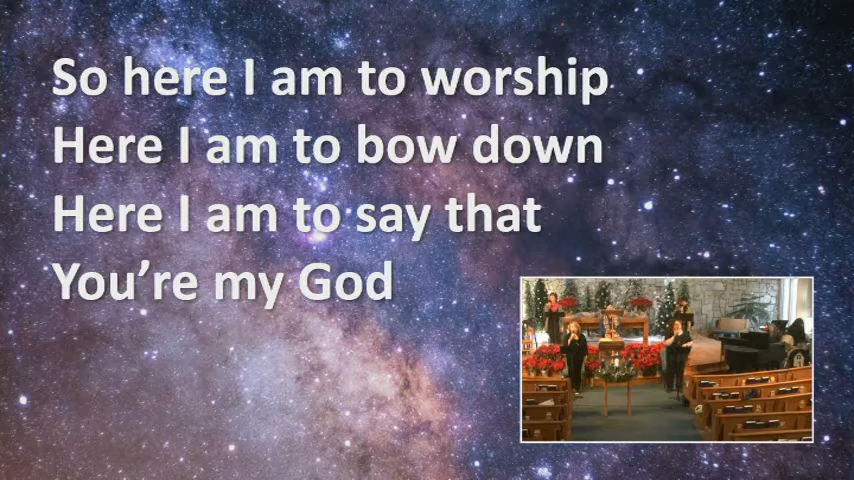 So here I am to worship
Here I am to bow down
Here I am to say that
You’re my God